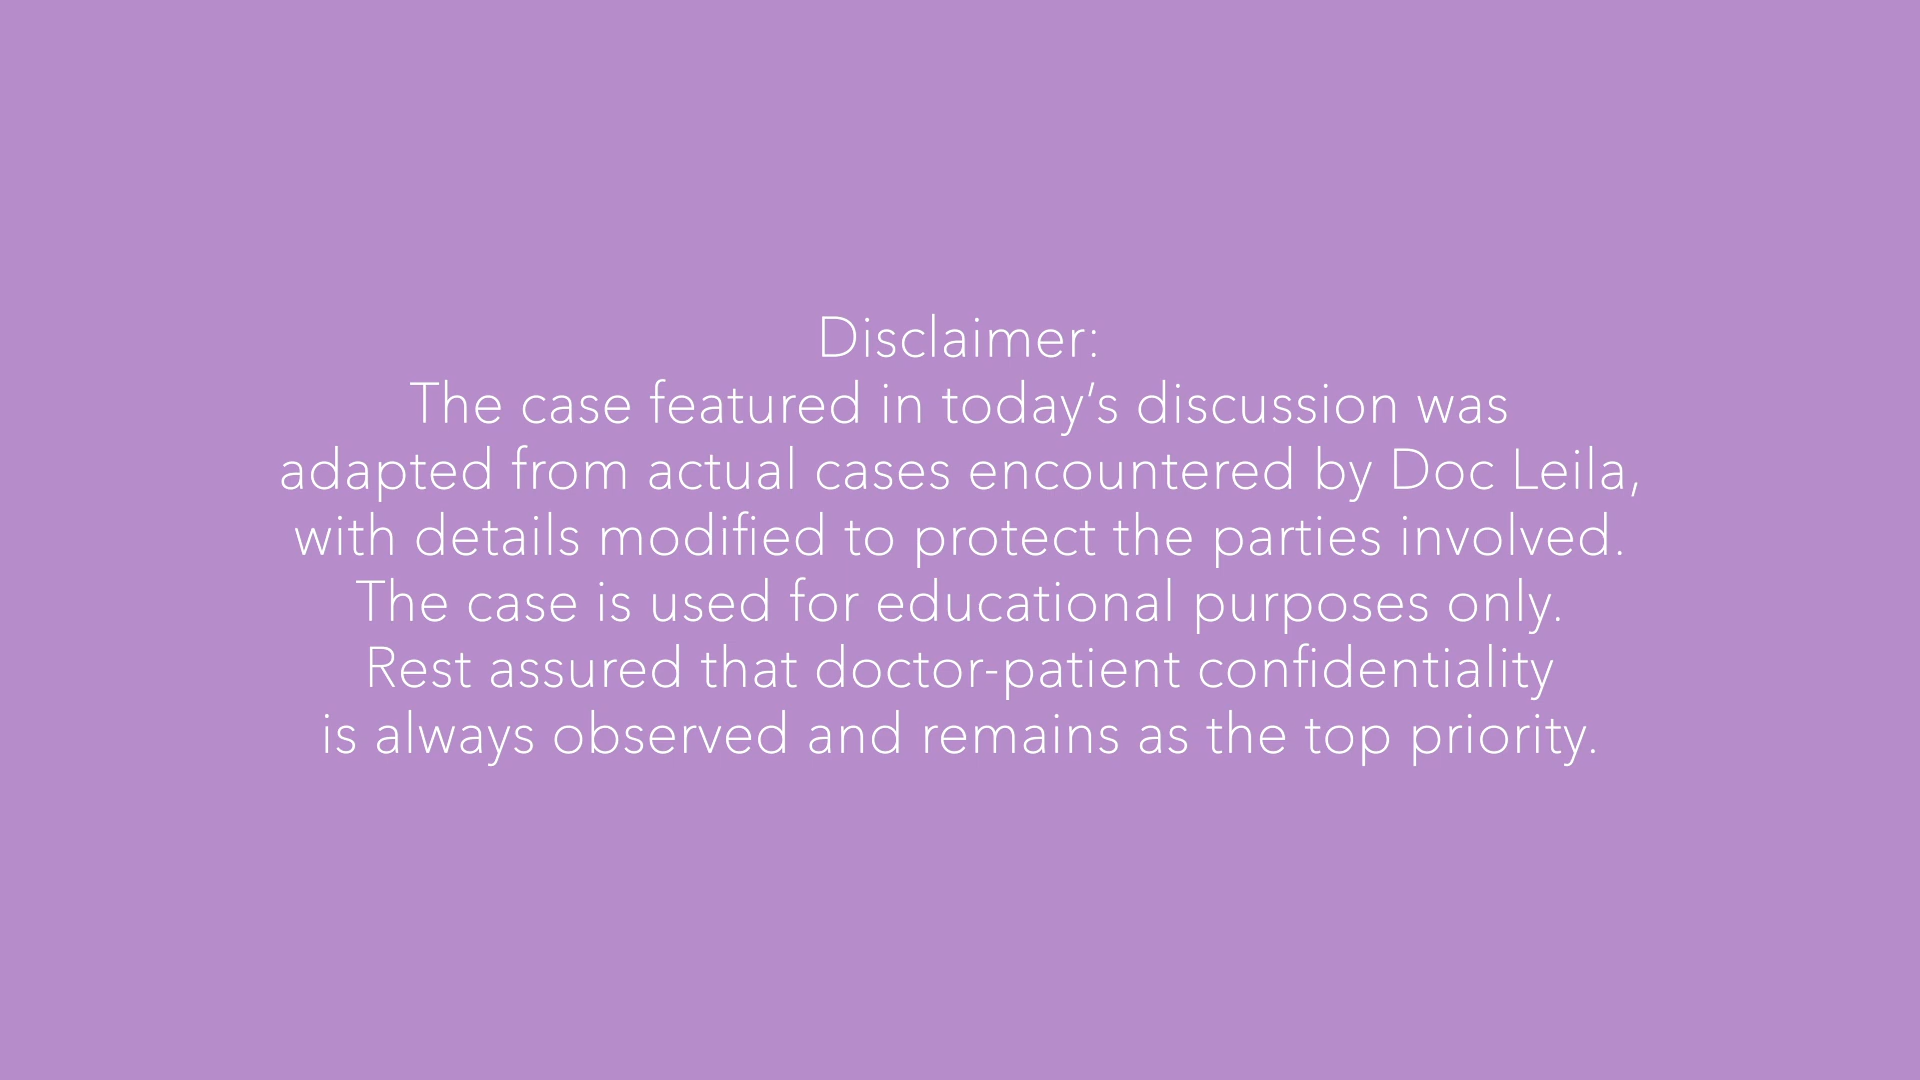 Disclaimer:
The case featured in today’s discussion was
adapted from actual cases encountered by Doc Leila,
with details modified to protect the parties involved.
The case is used for educational purposes only.
Rest assured that doctor-patient confidentiality
is always observed and remains as the top priority.